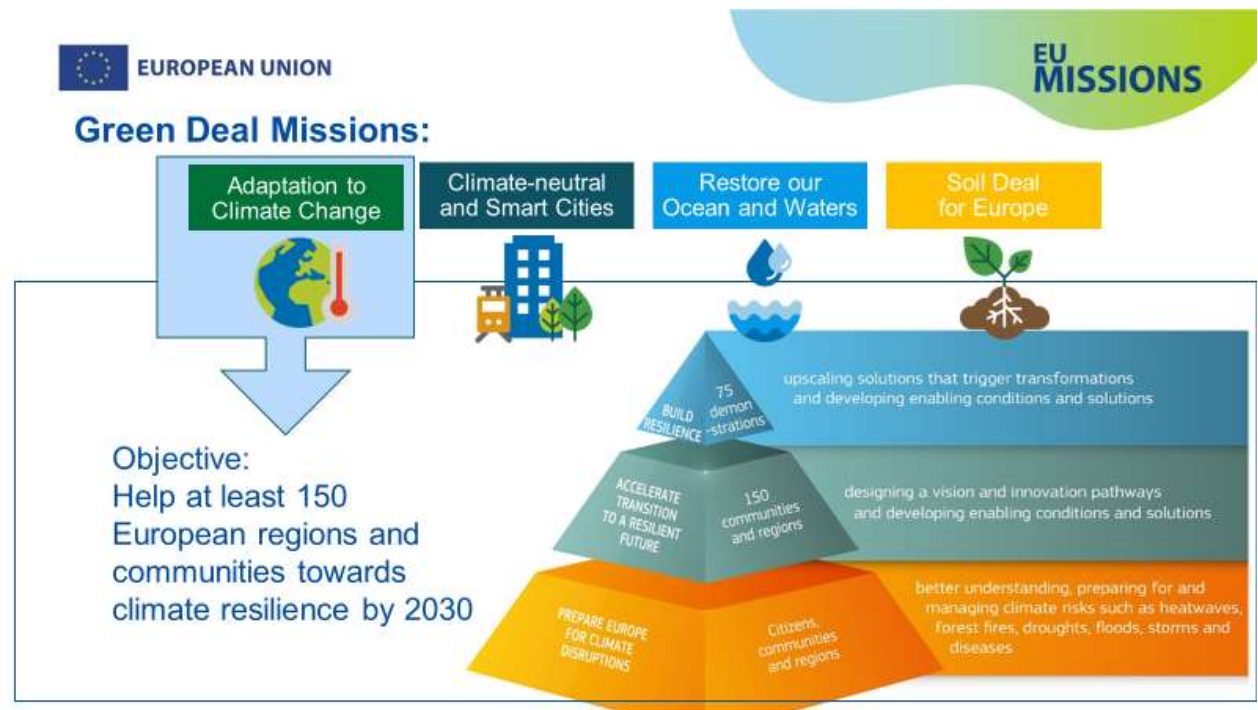 EUROPEAN UNION
EU
MISSIONS
Green Deal Missions:
Adaptation to
Climate Change
Climate-neutral
and Smart Cities
Restore our
Ocean and Waters
Soil Deal
for Europe
Objective:
Help at least 150
European regions and
communities towards
climate resilience by 2030
BUILD
RESILIENCE
75
demon
-strations
upscaling solutions that trigger transformations
and developing enabling conditions and solutions
ACCELERATE
TRANSITION
TO A RESILIENT
FUTURE
150
communities
and regions
designing a vision and innovation pathways
and developing enabling conditions and solutions
PREPARE EUROPE
FOR CLIMATE
DISRUPTIONS
Citizens,
communities
and regions
better understanding, preparing for and
managing climate risks such as heatwaves,
forest fires, droughts, floods, storms and
diseases